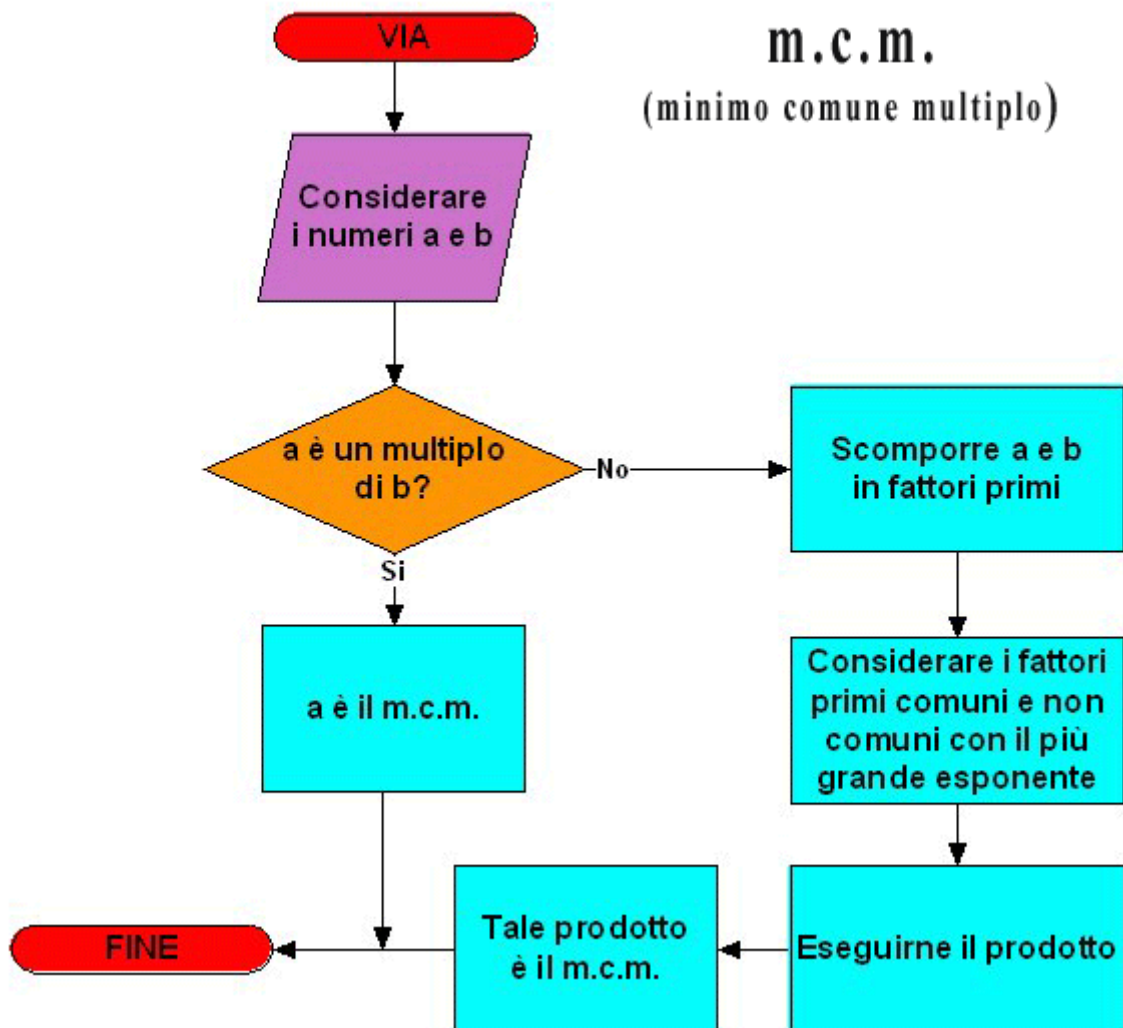 VIA
m.c.m.
(minimo comune multiplo)
Considerare
i numeri a e b
a è un multiplo
di b?
No
Scomporre a e b
in fattori primi
Si
a è il m.c.m.
Considerare i fattori
primi comuni e non
comuni con il più
grande esponente
Eseguirne il prodotto
Tale prodotto
è il m.c.m.
FINE